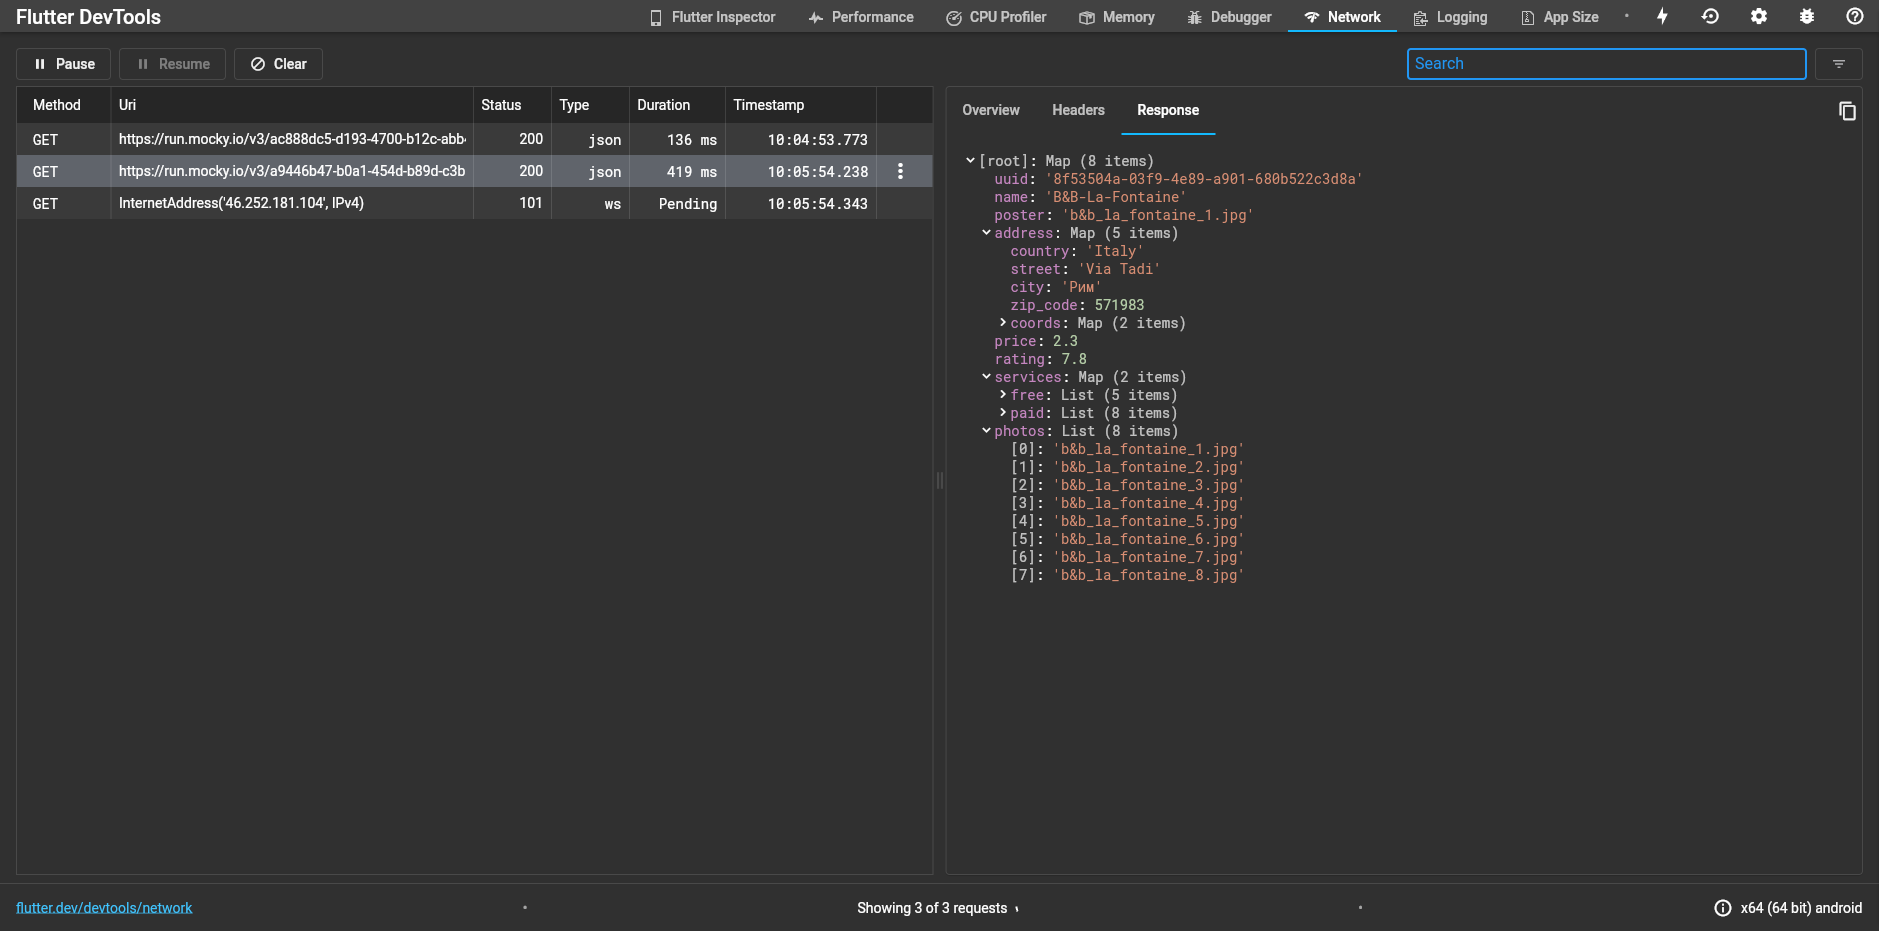 Flutter DevTools Flutter Inspector Performance CPU Profiler Memory Debugger Network Logging App Size
Pause Resume Clear Search
Method Uri Status Type Duration Timestamp
GET https://run.mocky.io/v3/ac888dc5-d193-4700-b12c-abb 200 json 136 ms 10:04:53.773
GET https://run.mocky.io/v3/a9446b47-b0a1-454d-b89d-c3b 200 json 419 ms 10:05:54.238
GET InternetAddress('46.252.181.104', IPv4) 101 ws Pending 10:05:54.343
Overview Headers Response
[root]: Map (8 items)
uuid: '8f53504a-03f9-4e89-a901-680b522c3d8a'
name: 'B&B-La-Fontaine'
poster: 'b&b_la_fontaine_1.jpg'
address: Map (5 items)
country: 'Italy'
street: 'Via Tadi'
city: 'Рим'
zip_code: 571983
coords: Map (2 items)
price: 2.3
rating: 7.8
services: Map (2 items)
free: List (5 items)
paid: List (8 items)
photos: List (8 items)
[0]: 'b&b_la_fontaine_1.jpg'
[1]: 'b&b_la_fontaine_2.jpg'
[2]: 'b&b_la_fontaine_3.jpg'
[3]: 'b&b_la_fontaine_4.jpg'
[4]: 'b&b_la_fontaine_5.jpg'
[5]: 'b&b_la_fontaine_6.jpg'
[6]: 'b&b_la_fontaine_7.jpg'
[7]: 'b&b_la_fontaine_8.jpg'
flutter.dev/devtools/network • Showing 3 of 3 requests • x64 (64 bit) android